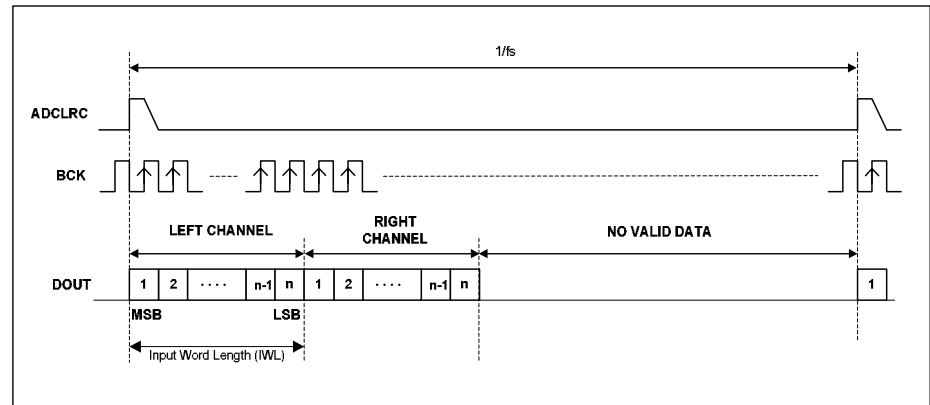 1/fs
ADCLRC
BCK
LEFT CHANNEL
RIGHT
CHANNEL
NO VALID DATA
DOUT
1 2 · · · · n-1 n 1 2 · · · · n-1 n 1
MSB LSB
Input Word Length (IWL)